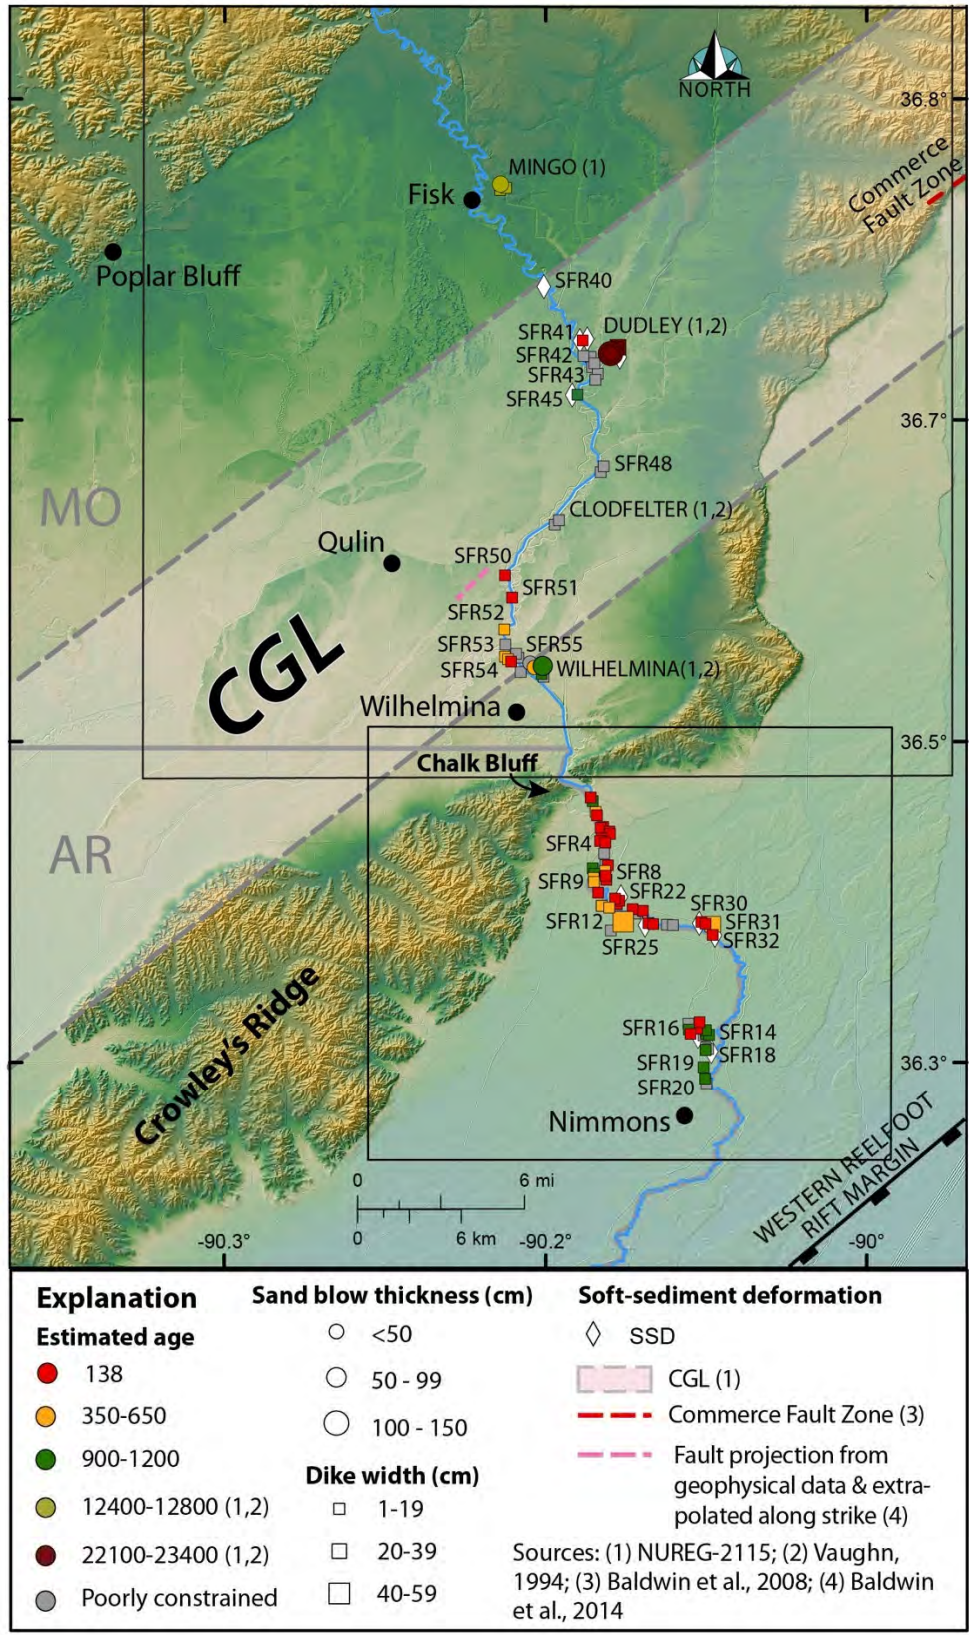 NORTH
36.8°
Commerce
Fault Zone
MINGO (1)
Fisk
Poplar Bluff
SFR40
SFR41
DUDLEY (1,2)
SFR42
SFR43
SFR45
36.7°
SFR48
MO
CLODFELTER (1,2)
Qulin
SFR50
SFR51
SFR52
CGL
SFR53
SFR55
SFR54
WILHELMINA(1,2)
Wilhelmina
36.5°
Chalk Bluff
AR
SFR4
SFR8
SFR9
SFR22
SFR30
SFR12
SFR31
SFR25
SFR32
Crowley's Ridge
SFR16
SFR14
SFR18
SFR19
SFR20
36.3°
Nimmons
WESTERN REELFOOT
RIFT MARGIN
0
6 mi
0
6 km
-90.3°
-90.2°
-90°
Explanation
Estimated age
138
350-650
900-1200
12400-12800 (1,2)
22100-23400 (1,2)
Poorly constrained
Sand blow thickness (cm)
<50
50 - 99
100 - 150
Dike width (cm)
1-19
20-39
40-59
Soft-sediment deformation
SSD
CGL (1)
Commerce Fault Zone (3)
Fault projection from
geophysical data & extra-
polated along strike (4)
Sources: (1) NUREG-2115; (2) Vaughn,
1994; (3) Baldwin et al., 2008; (4) Baldwin
et al., 2014